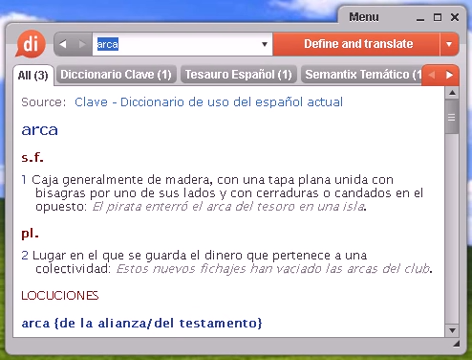 Menu
di
arca
Define and translate
All (3)
Diccionario Clave (1)
Tesauro Español (1)
Semantix Temático (1
Source: Clave - Diccionario de uso del español actual
arca
s.f.
1 Caja generalmente de madera, con una tapa plana unida con
bisagras por uno de sus lados y con cerraduras o candados en el
opuesto: El pirata enterró el arca del tesoro en una isla.
pl.
2 Lugar en el que se guarda el dinero que pertenece a una
colectividad: Estos nuevos fichajes han vaciado las arcas del club.
LOCUCIONES
arca {de la alianza/del testamento}